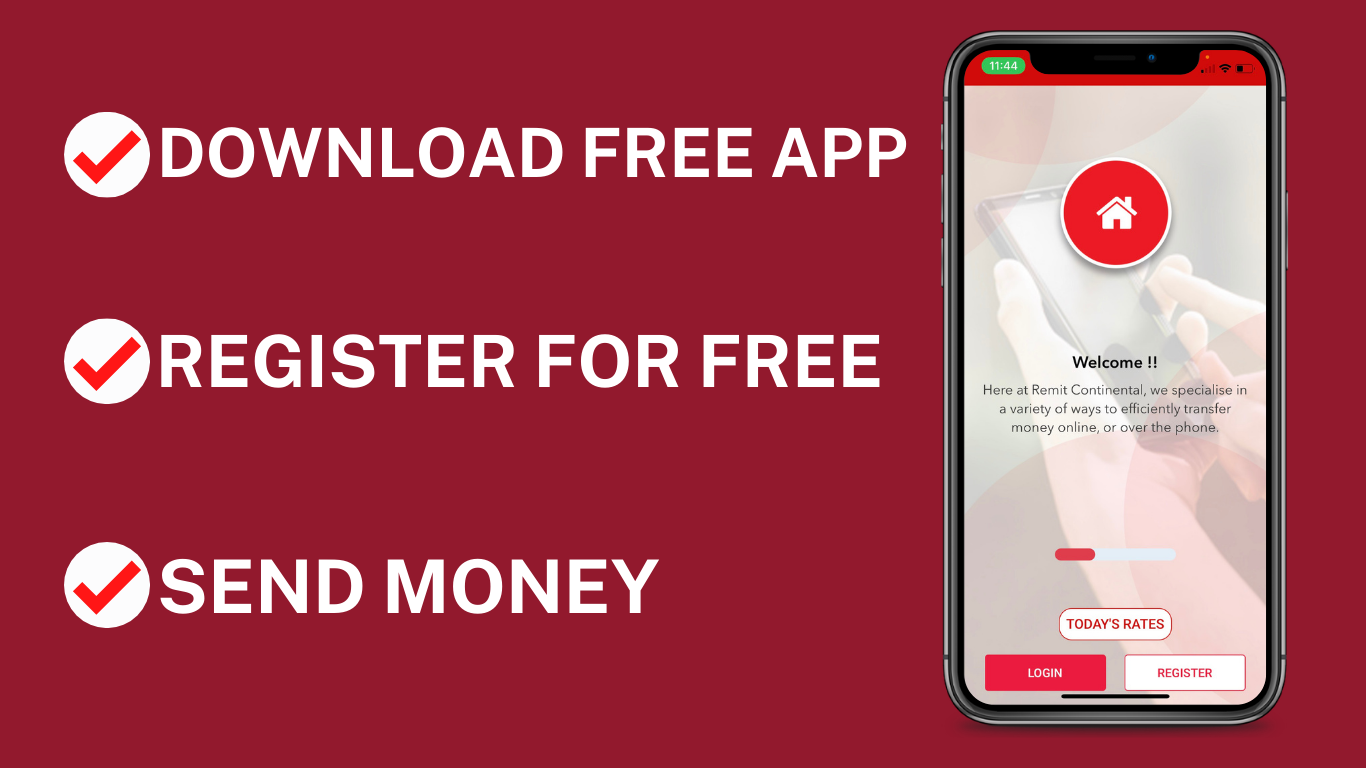 DOWNLOAD FREE APP
REGISTER FOR FREE
SEND MONEY
11:44
Welcome !!
Here at Remit Continental, we specialise in
a variety of ways to efficiently transfer
money online, or over the phone.
TODAY'S RATES
LOGIN
REGISTER